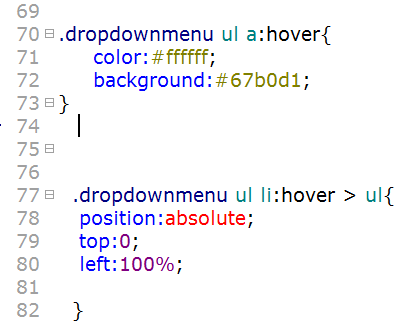 69
70 .dropdownmenu ul a:hover{
71 color:#ffffff;
72 background:#67b0d1;
73 }
74
75
76
77 .dropdownmenu ul li:hover > ul{
78 position:absolute;
79 top:0;
80 left:100%;
81
82 }